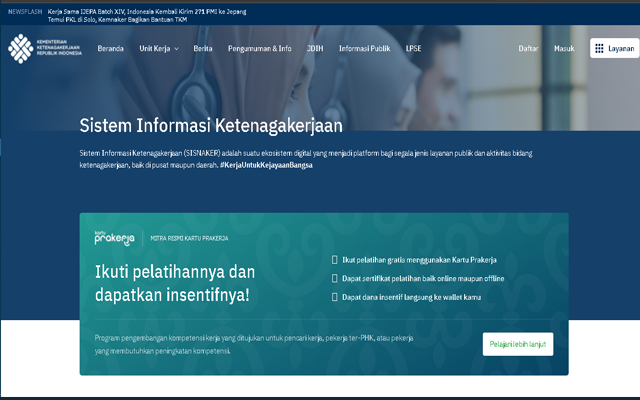 NEWSFLASH
Kerja Sama IJEPA Batch XIV, Indonesia Kembali Kirim 271 PMI ke Jepang
Temui PKL di Solo, Kemnaker Bagikan Bantuan TKM
KEMENTERIAN
KETENAGAKERJAAN
REPUBLIK INDONESIA
Beranda
Unit Kerja
Berita
Pengumuman & Info
JDIH
Informasi Publik
LPSE
Daftar
Masuk
Layanan
Sistem Informasi Ketenagakerjaan
Sistem Informasi Ketenagakerjaan (SISNAKER) adalah suatu ekosistem digital yang menjadi platform bagi segala jenis layanan publik dan aktivitas bidang
ketenagakerjaan, baik di pusat maupun daerah. #KerjaUntukKejayaanBangsa
kartu
prakerja
MITRA RESMI KARTU PRAKERJA
Ikuti pelatihannya dan
dapatkan insentifnya!
Ikut pelatihan gratis menggunakan Kartu Prakerja
Dapat sertifikat pelatihan baik online maupun offline
Dapat dana insentif langsung ke wallet kamu
Program pengembangan kompetensi kerja yang ditujukan untuk pencari kerja, pekerja ter-PHK, atau pekerja
yang membutuhkan peningkatan kompetensi.
Pelajari lebih lanjut